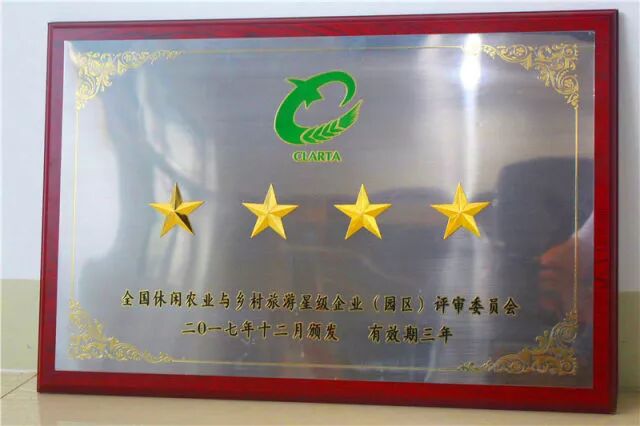 CLARTA
全国休闲农业与乡村旅游星级企业（园区）评审委员会
二〇一七年十二月颁发 有效期三年